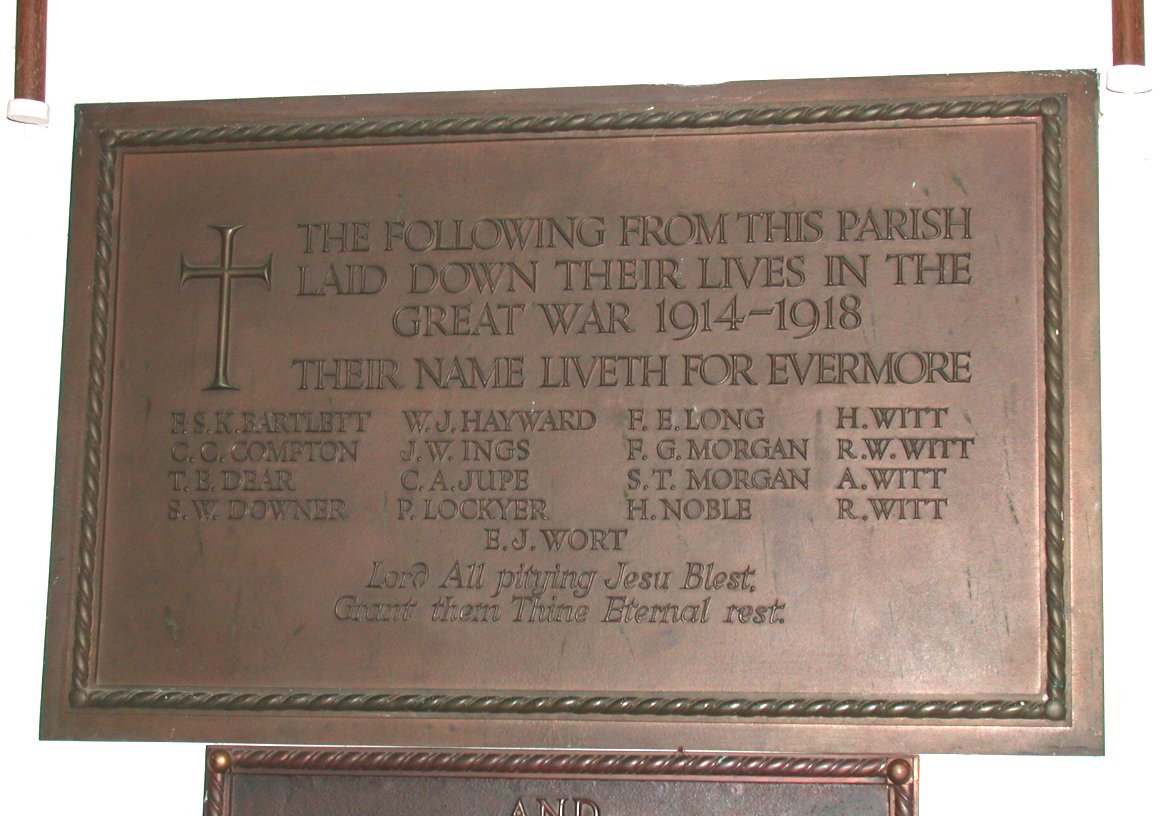 THE FOLLOWING FROM THIS PARISH
LAID DOWN THEIR LIVES IN THE
GREAT WAR 1914-1918
THEIR NAME LIVETH FOR EVERMORE
F. S. K. BARTLETT W. J. HAYWARD F. E. LONG H. WITT
C. C. COMPTON J. W. INGS F. G. MORGAN R. W. WITT
T. E. DEAR C. A. JUPE S. T. MORGAN A. WITT
S. W. DOWNER P. LOCKYER H. NOBLE R. WITT
E. J. WORT
Lord All pitying Jesu Blest,
Grant them Thine Eternal rest.
AND